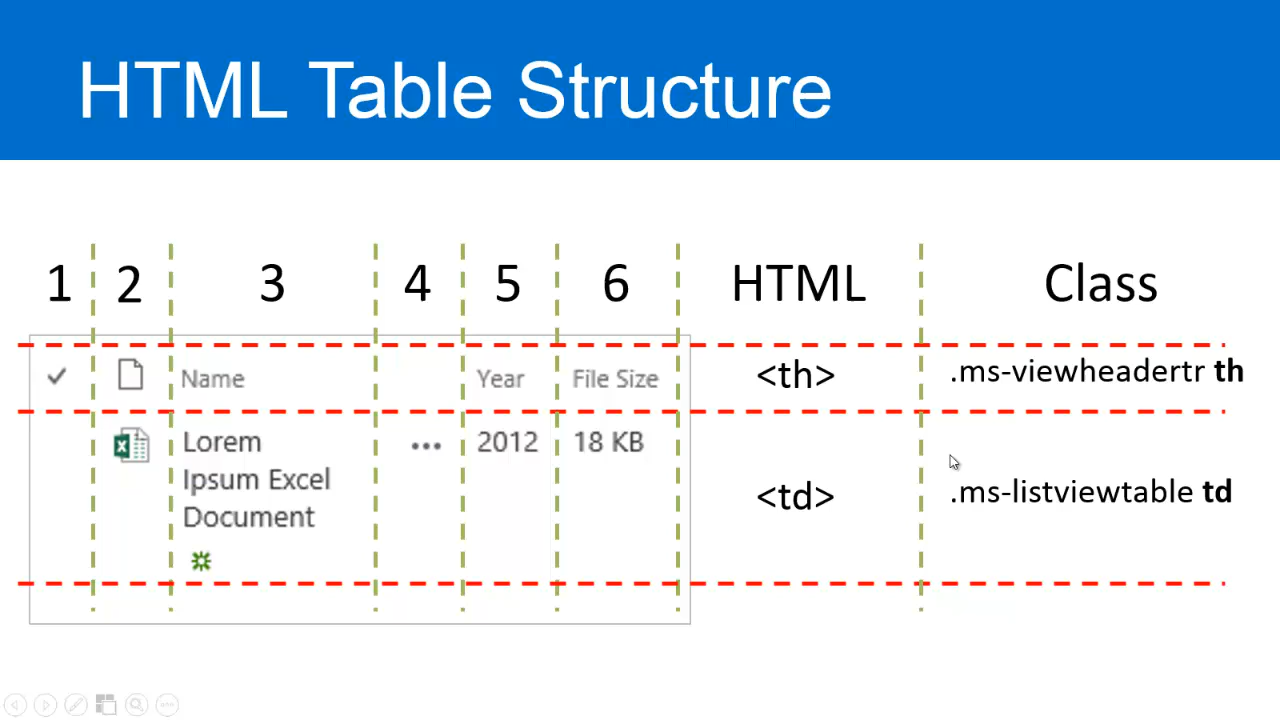 HTML Table Structure
1 2 3 4 5 6 HTML Class
Name Year File Size <th> .ms-viewheadertr th
Lorem ••• 2012 18 KB
Ipsum Excel
<td> .ms-listviewtable td
Document